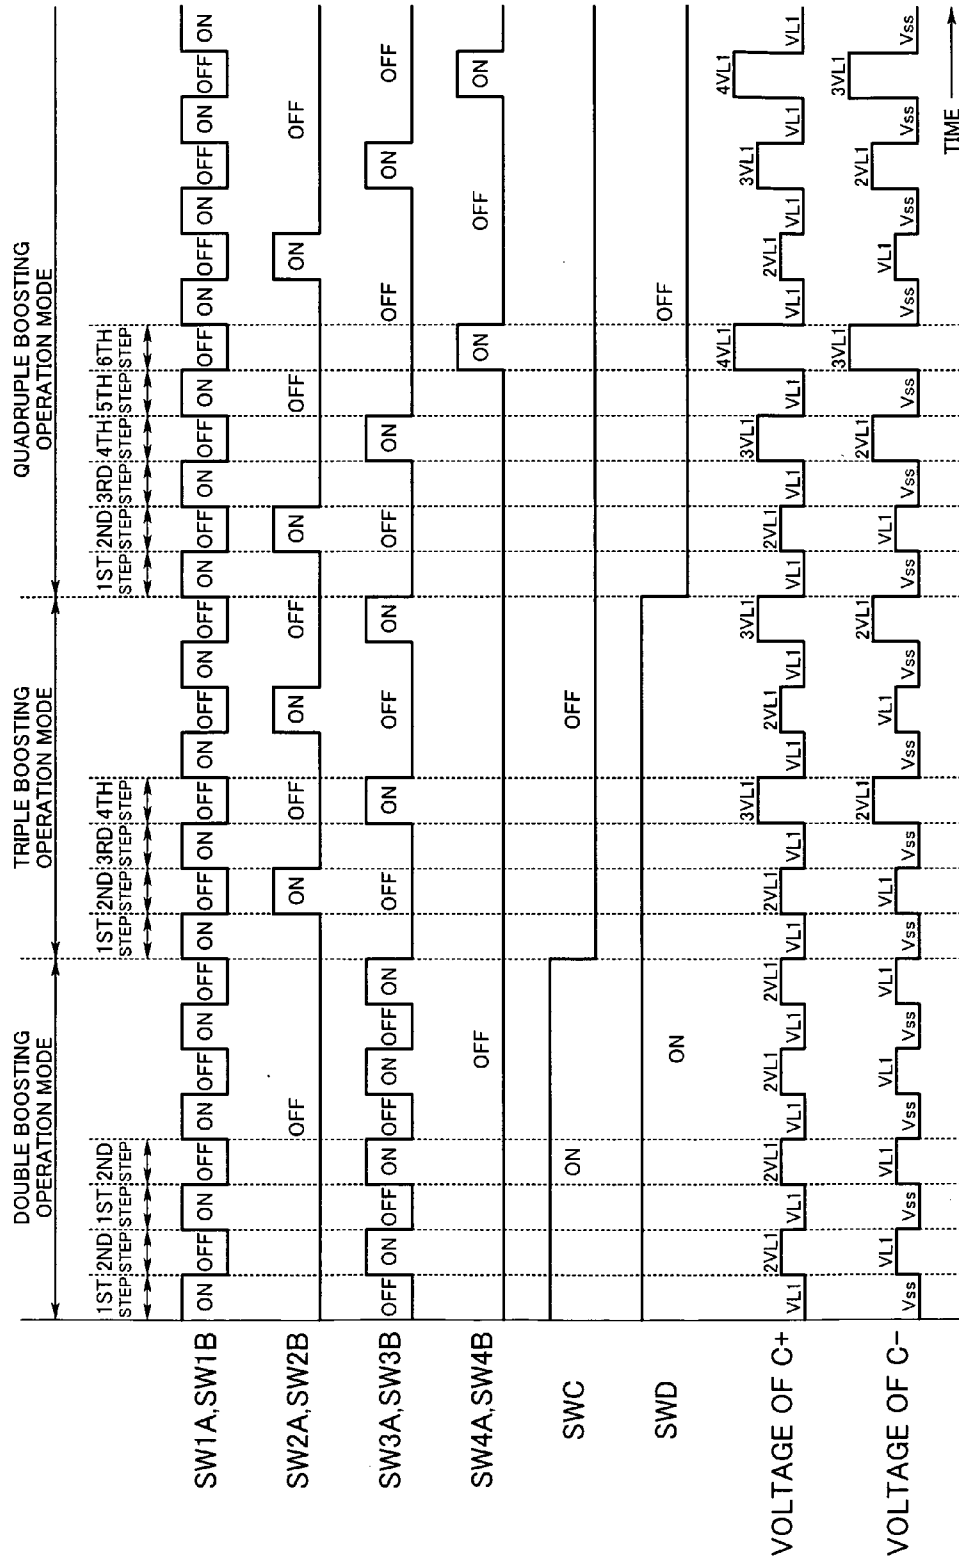 DOUBLE BOOSTING TRIPLE BOOSTING QUADRUPLE BOOSTING
OPERATION MODE OPERATION MODE OPERATION MODE
1ST 2ND 1ST 2ND 1ST 2ND 3RD 4TH 1ST 2ND 3RD 4TH 5TH 6TH
STEP STEP STEP STEP STEP STEP STEP STEP STEP STEP STEP STEP STEP STEP
SW1A,SW1B ON OFF ON OFF ON OFF ON OFF ON OFF ON OFF ON OFF ON OFF ON OFF ON OFF ON OFF ON OFF ON OFF ON OFF ON
SW2A,SW2B OFF ON OFF ON OFF ON OFF ON OFF
SW3A,SW3B OFF ON OFF ON OFF ON OFF ON OFF ON OFF ON OFF ON OFF ON OFF
SW4A,SW4B OFF ON OFF ON
SWC ON OFF
SWD ON OFF
VOLTAGE OF C+ VL1 2VL1 VL1 2VL1 VL1 2VL1 VL1 2VL1 VL1 2VL1 VL1 3VL1 VL1 2VL1 VL1 3VL1 VL1 2VL1 VL1 3VL1 VL1 4VL1 VL1 2VL1 VL1 3VL1 VL1 4VL1 VL1
VOLTAGE OF C- Vss VL1 Vss VL1 Vss VL1 Vss VL1 Vss VL1 Vss 2VL1 Vss VL1 Vss 2VL1 Vss VL1 Vss 2VL1 Vss 3VL1 Vss VL1 Vss 2VL1 Vss 3VL1 Vss
TIME